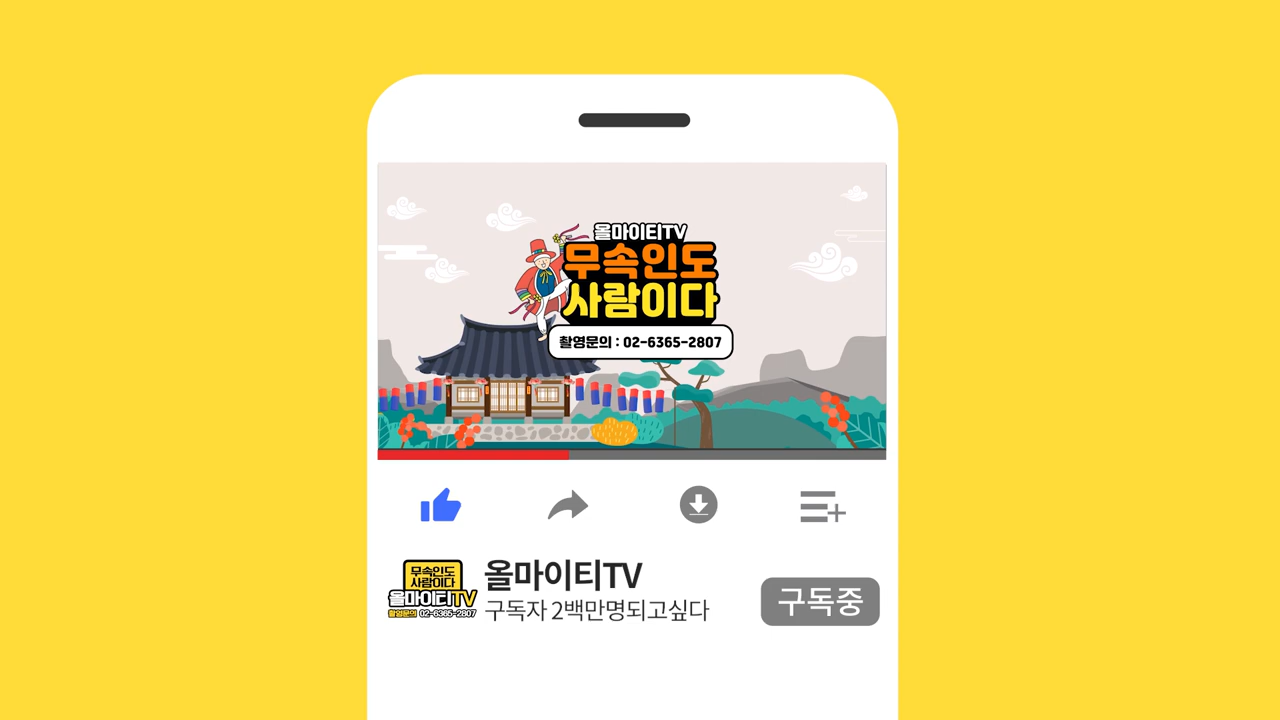 올마이티TV
무속인도
사람이다
촬영문의 : 02-6365-2807
무속인도
사람이다
올마이티TV
촬영문의 02-6365-2807
올마이티TV
구독자 2백만명되고싶다
구독중